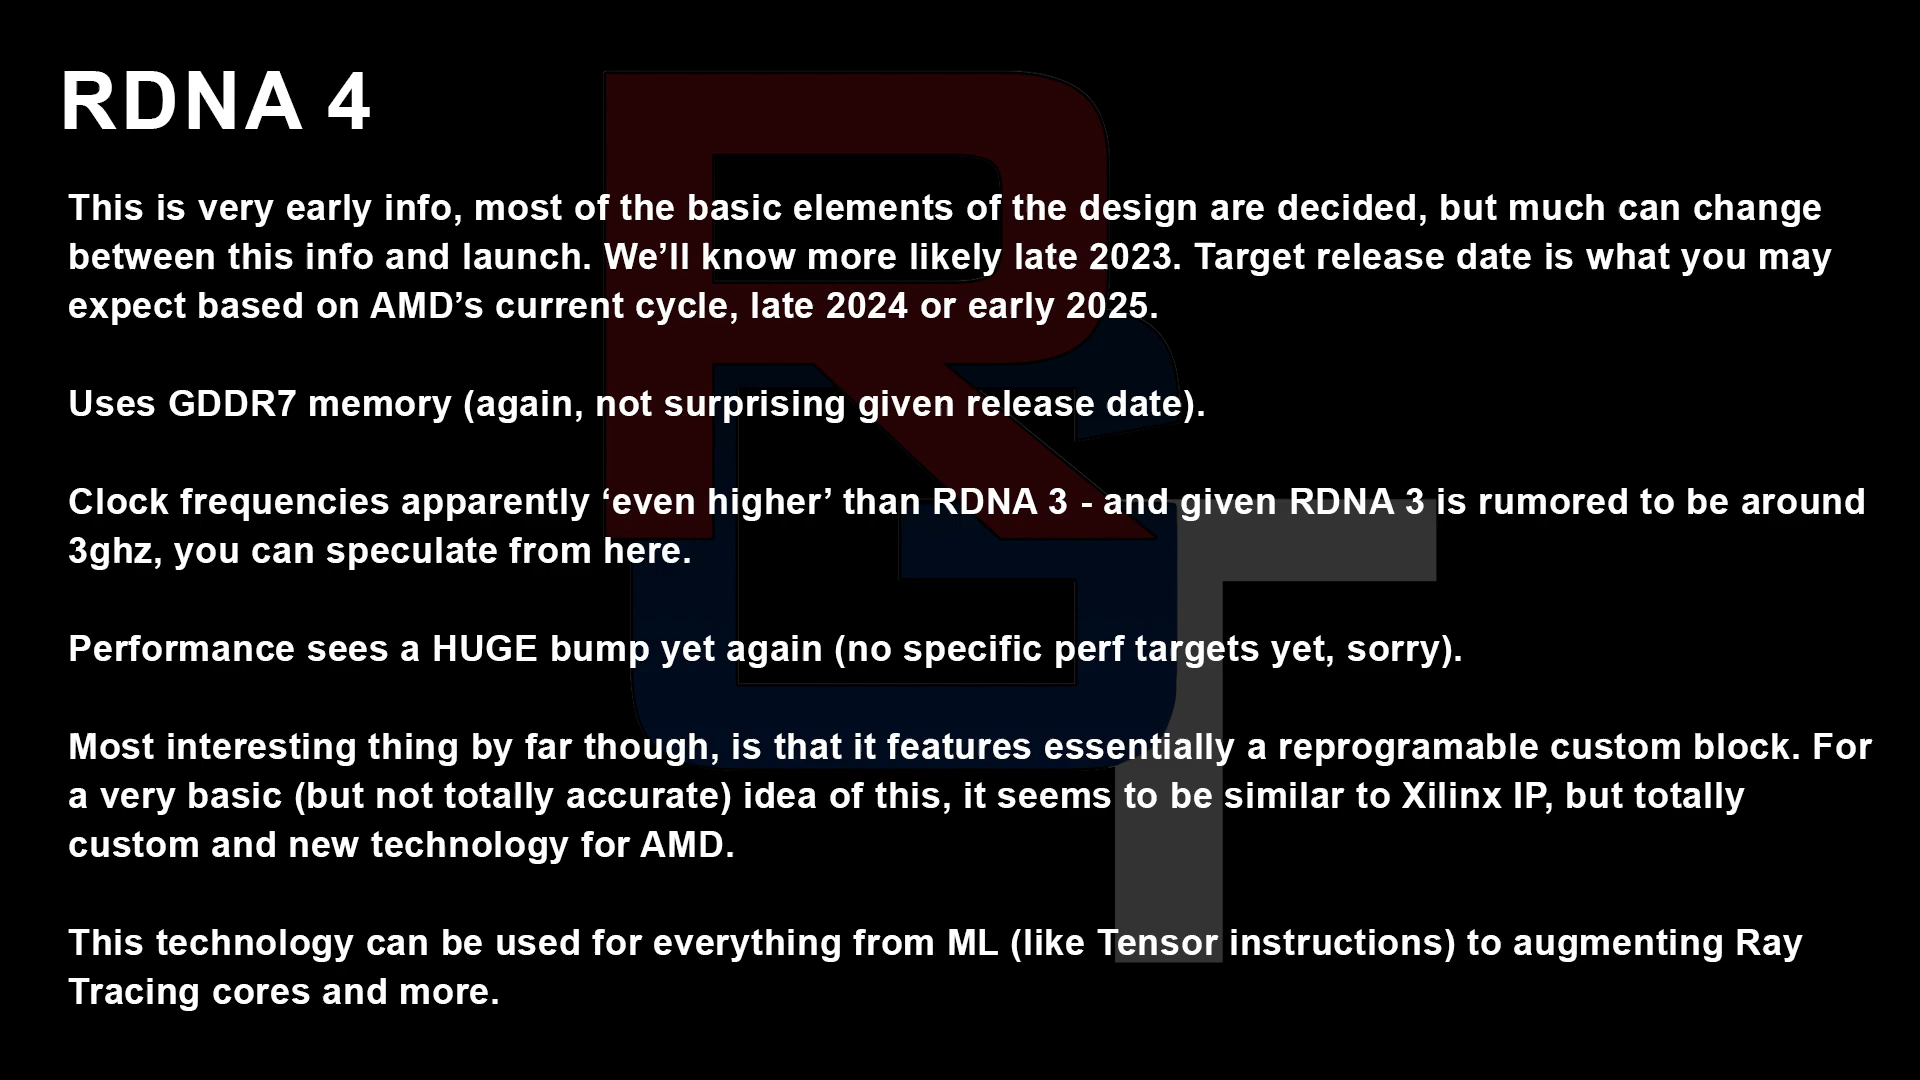 RDNA 4
This is very early info, most of the basic elements of the design are decided, but much can change
between this info and launch. We’ll know more likely late 2023. Target release date is what you may
expect based on AMD’s current cycle, late 2024 or early 2025.
Uses GDDR7 memory (again, not surprising given release date).
Clock frequencies apparently ‘even higher’ than RDNA 3 - and given RDNA 3 is rumored to be around
3ghz, you can speculate from here.
Performance sees a HUGE bump yet again (no specific perf targets yet, sorry).
Most interesting thing by far though, is that it features essentially a reprogramable custom block. For
a very basic (but not totally accurate) idea of this, it seems to be similar to Xilinx IP, but totally
custom and new technology for AMD.
This technology can be used for everything from ML (like Tensor instructions) to augmenting Ray
Tracing cores and more.
RGT